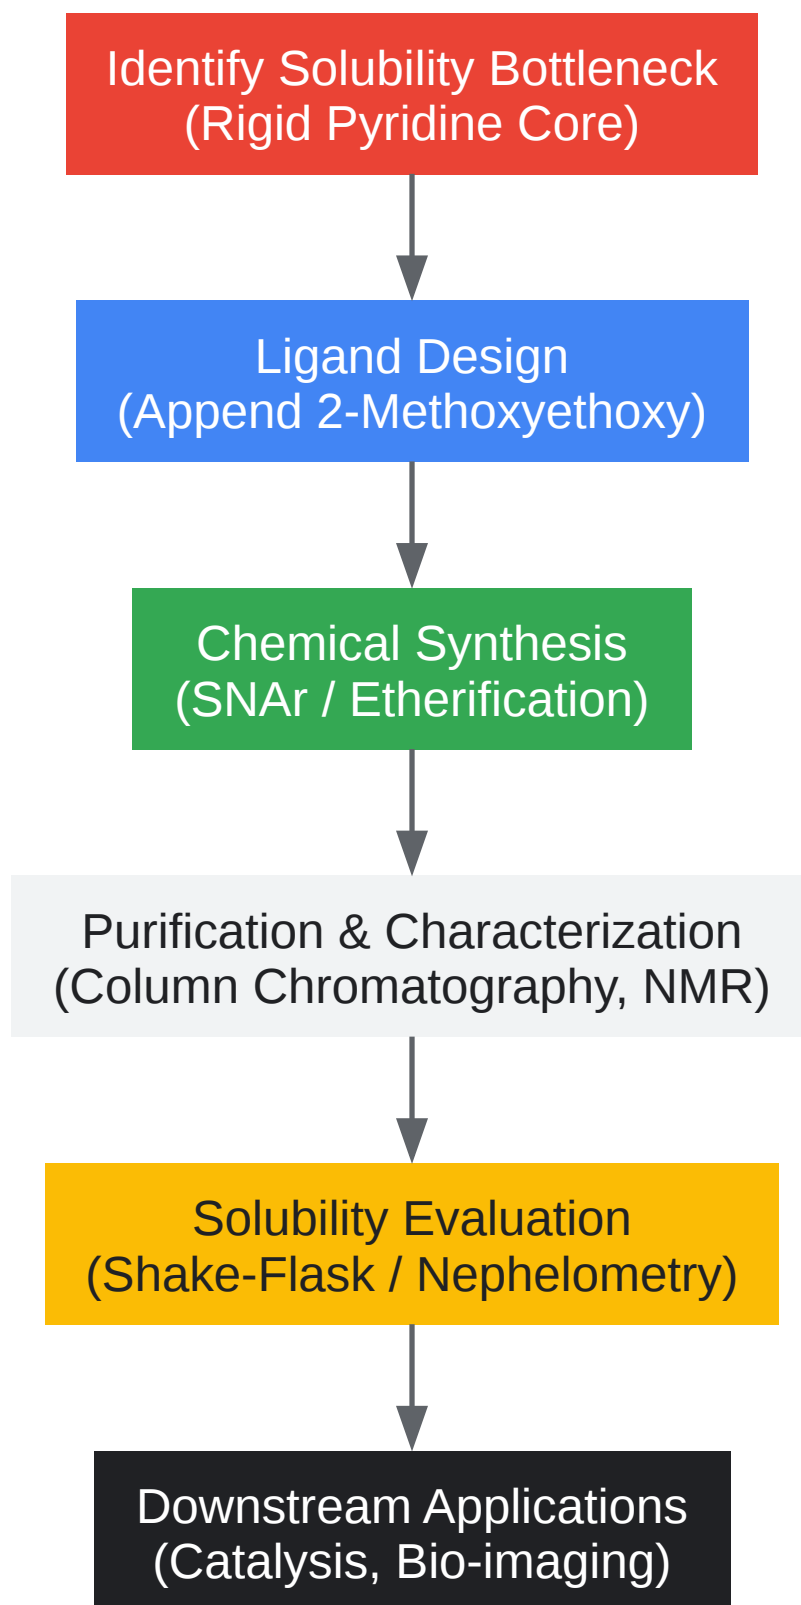 Identify Solubility Bottleneck
(Rigid Pyridine Core)
Ligand Design
(Append 2-Methoxyethoxy)
Chemical Synthesis
(SNAr / Etherification)
Purification & Characterization
(Column Chromatography, NMR)
Solubility Evaluation
(Shake-Flask / Nephelometry)
Downstream Applications
(Catalysis, Bio-imaging)